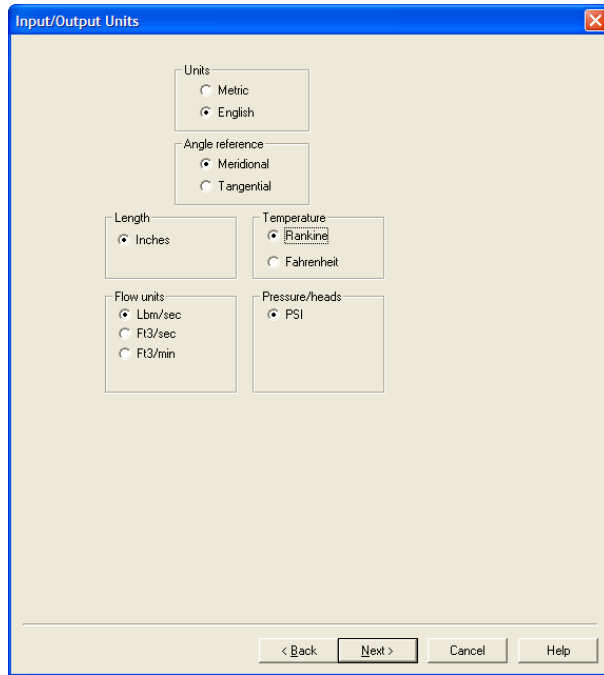 Input/Output Units
Units
Metric
English
Angle reference
Meridional
Tangential
Length
Inches
Temperature
Rankine
Fahrenheit
Flow units
Lbm/sec
Ft3/sec
Ft3/min
Pressure/heads
PSI
< Back
Next >
Cancel
Help